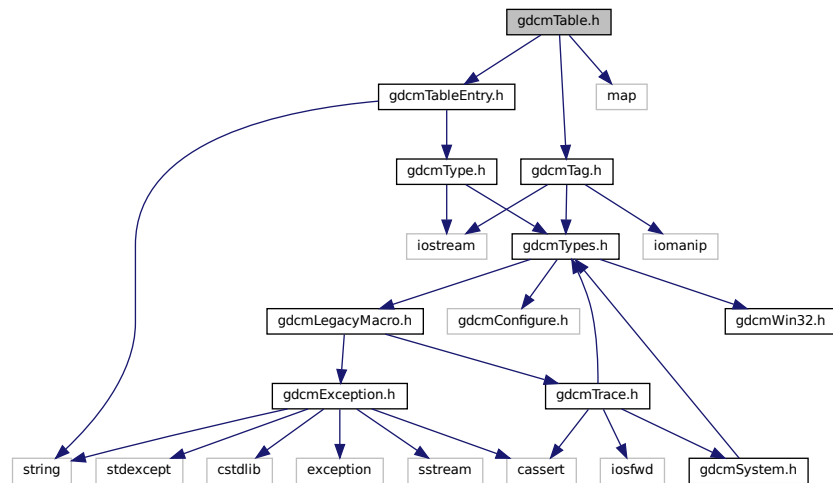 gdcmTable.h
gdcmTableEntry.h
map
gdcmType.h
gdcmTag.h
iostream
gdcmTypes.h
iomanip
gdcmLegacyMacro.h
gdcmConfigure.h
gdcmWin32.h
gdcmException.h
gdcmTrace.h
string
stdexcept
cstdlib
exception
sstream
cassert
iosfwd
gdcmSystem.h